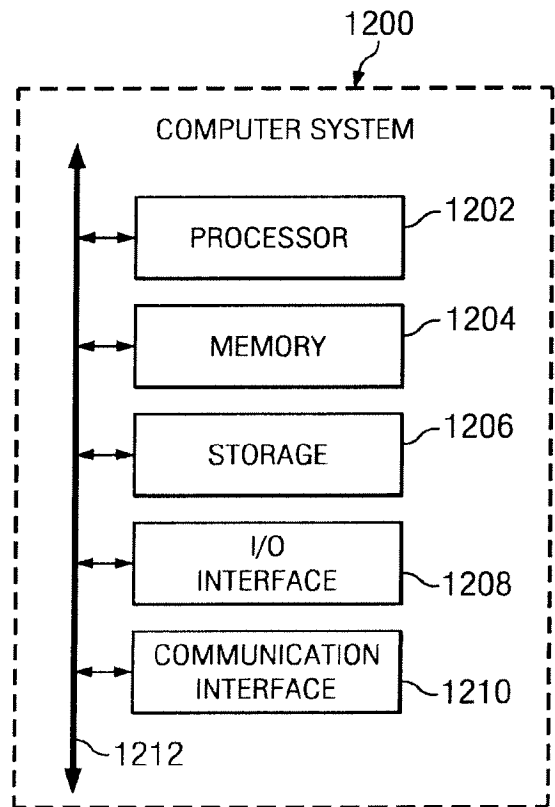 1200
COMPUTER SYSTEM
PROCESSOR
1202
MEMORY
1204
STORAGE
1206
I/O
INTERFACE
1208
COMMUNICATION
INTERFACE
1210
1212